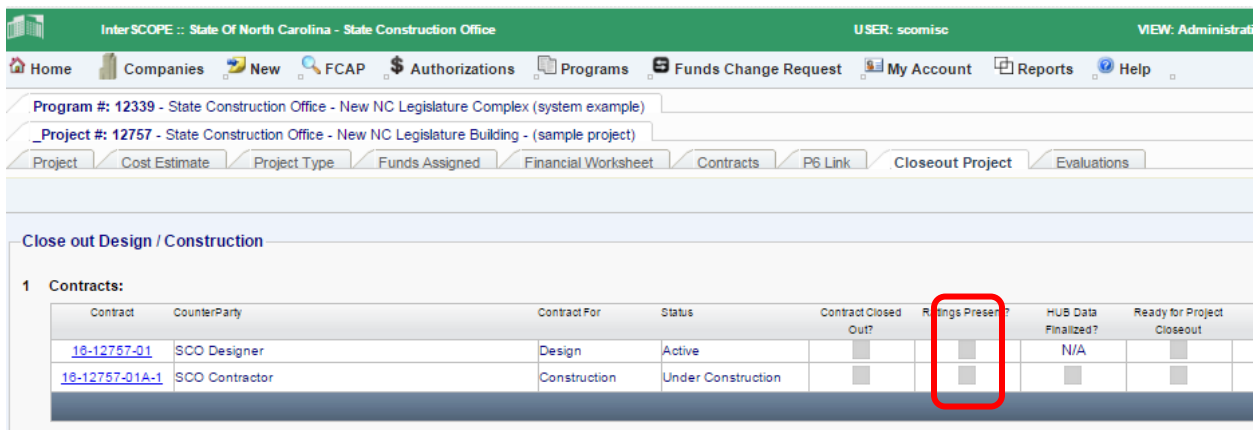 InterSCOPE :: State Of North Carolina - State Construction Office USER: scomisc VIEW: Administrati
Home Companies New FCAP $ Authorizations Programs Funds Change Request My Account Reports Help
Program #: 12339 - State Construction Office - New NC Legislature Complex (system example)
_Project #: 12757 - State Construction Office - New NC Legislature Building - (sample project)
Project Cost Estimate Project Type Funds Assigned Financial Worksheet Contracts P6 Link Closeout Project Evaluations
Close out Design / Construction
1 Contracts:
Contract CounterParty Contract For Status Contract Closed Out? Ratings Present? HUB Data Finalized? Ready for Project Closeout
16-12757-01 SCO Designer Design Active N/A
16-12757-01A-1 SCO Contractor Construction Under Construction